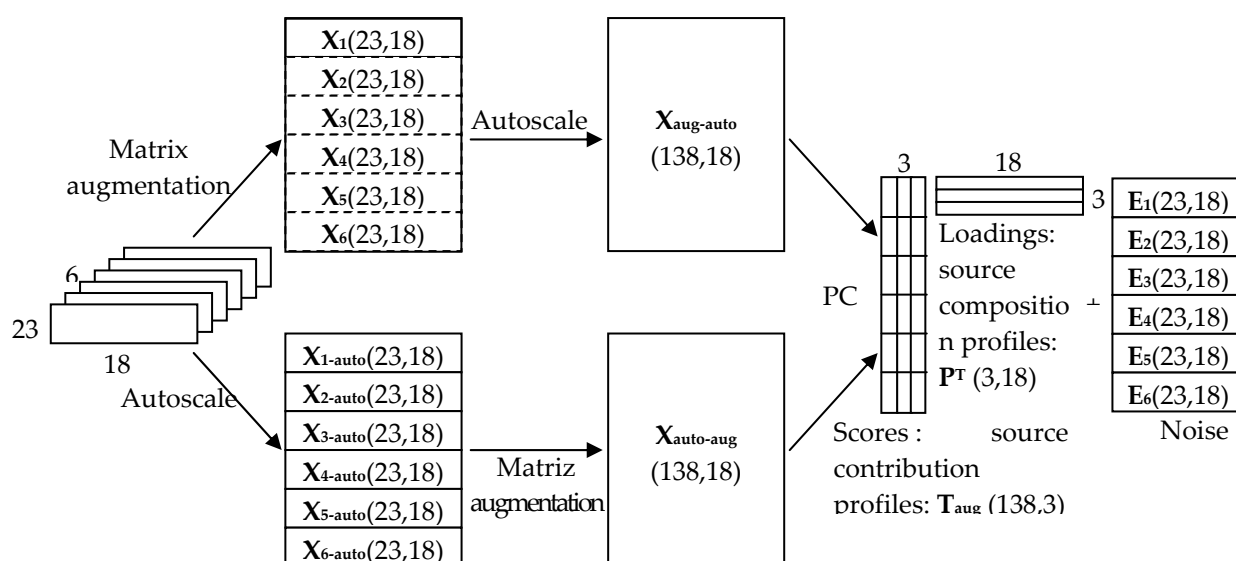 X1(23,18)
X2(23,18)
X3(23,18)
X4(23,18)
X5(23,18)
X6(23,18)
Matrix
augmentation
Autoscale
Xaug-auto
(138,18)
6
23
18
Autoscale
X1-auto(23,18)
X2-auto(23,18)
X3-auto(23,18)
X4-auto(23,18)
X5-auto(23,18)
X6-auto(23,18)
Matriz
augmentation
Xauto-aug
(138,18)
3
18
3
PC
Loadings:
source
compositio
n profiles:
PT (3,18)
+
E1(23,18)
E2(23,18)
E3(23,18)
E4(23,18)
E5(23,18)
E6(23,18)
Noise
Scores : source
contribution
profiles: Taug (138,3)